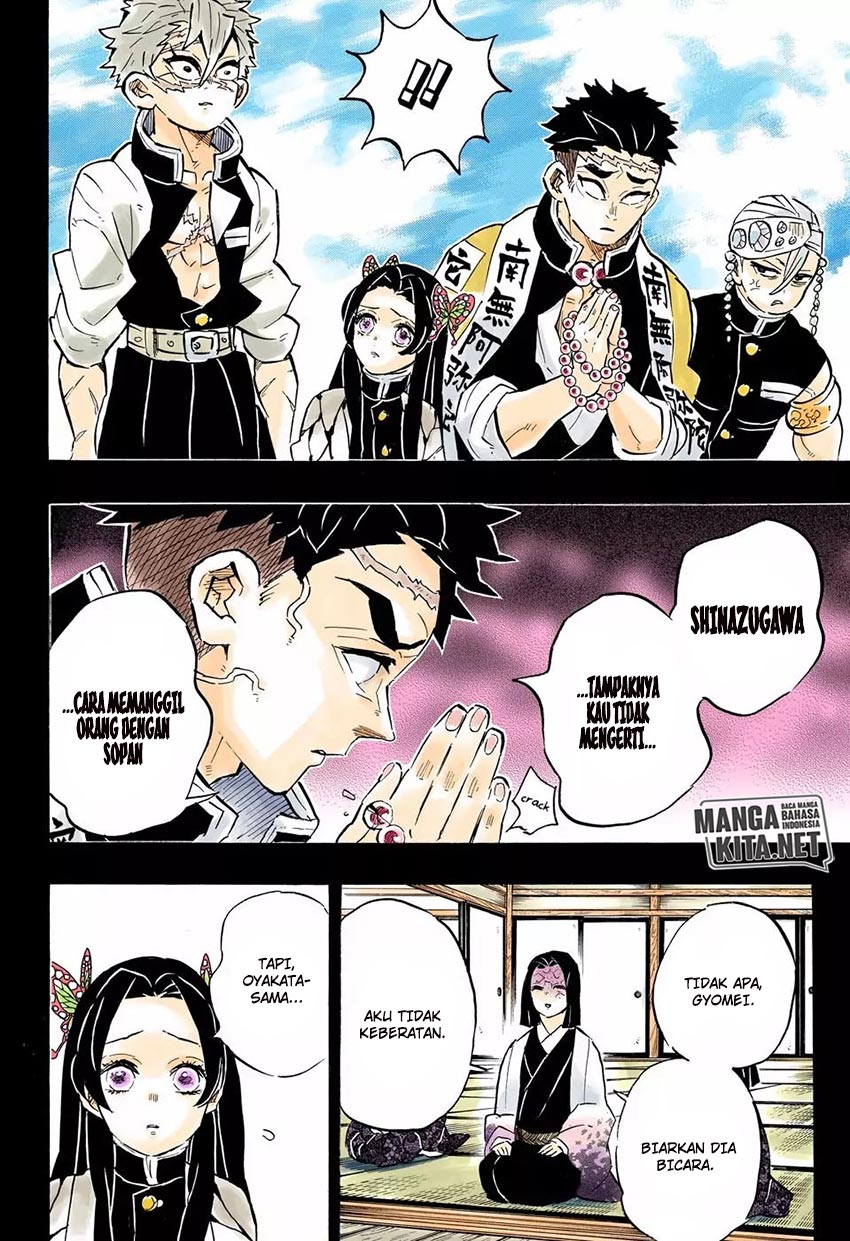 !!
南無阿弥
南無阿弥
SHINAZUGAWA
...TAMPAKNYA
KAU TIDAK
MENGERTI...
...CARA MEMANGGIL
ORANG DENGAN
SOPAN
crack
MANGA
KITA.NET
BACA MANGA
BAHASA
INDONESIA
TIDAK APA,
GYOMEI.
BIARKAN DIA
BICARA.
AKU TIDAK
KEBERATAN.
TAPI,
OYAKATA-
SAMA...